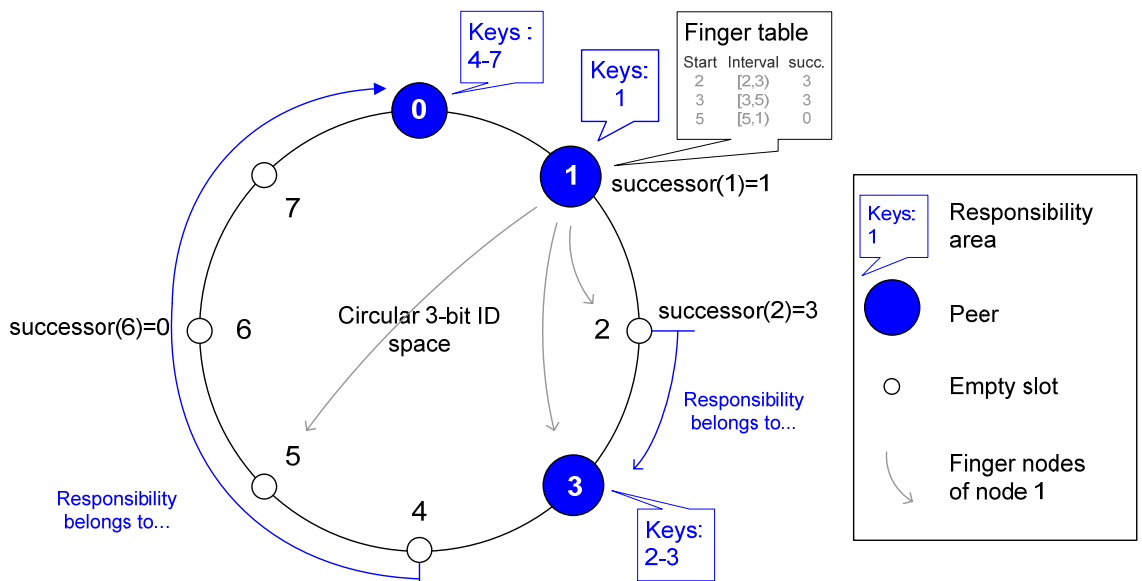 Keys :
4-7
0
Keys:
1
Finger table
Start Interval succ.
2 [2,3) 3
3 [3,5) 3
5 [5,1) 0
1
successor(1)=1
7
Keys:
1
Responsibility
area
Peer
Empty slot
Finger nodes
of node 1
successor(6)=0
6
Circular 3-bit ID
space
2
successor(2)=3
Responsibility
belongs to...
5
3
Responsibility
belongs to...
4
Keys:
2-3